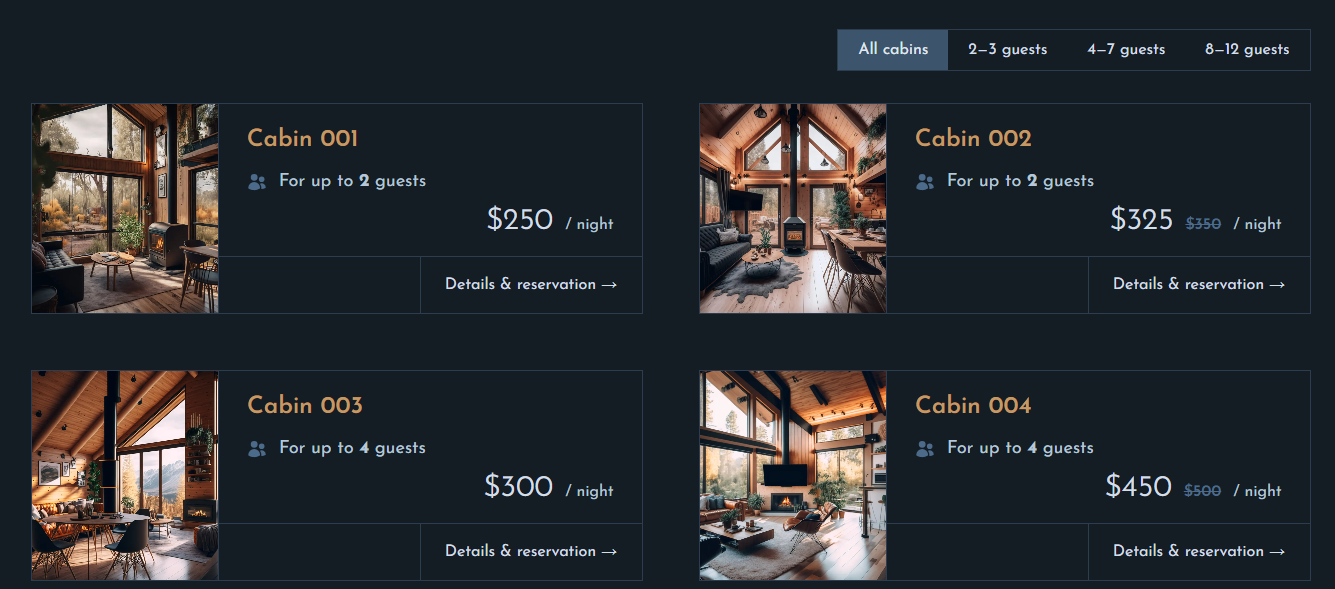 All cabins 2–3 guests 4–7 guests 8–12 guests
Cabin 001
For up to 2 guests
$250 / night
Details & reservation →
Cabin 002
For up to 2 guests
$325 $350 / night
Details & reservation →
Cabin 003
For up to 4 guests
$300 / night
Details & reservation →
Cabin 004
For up to 4 guests
$450 $500 / night
Details & reservation →